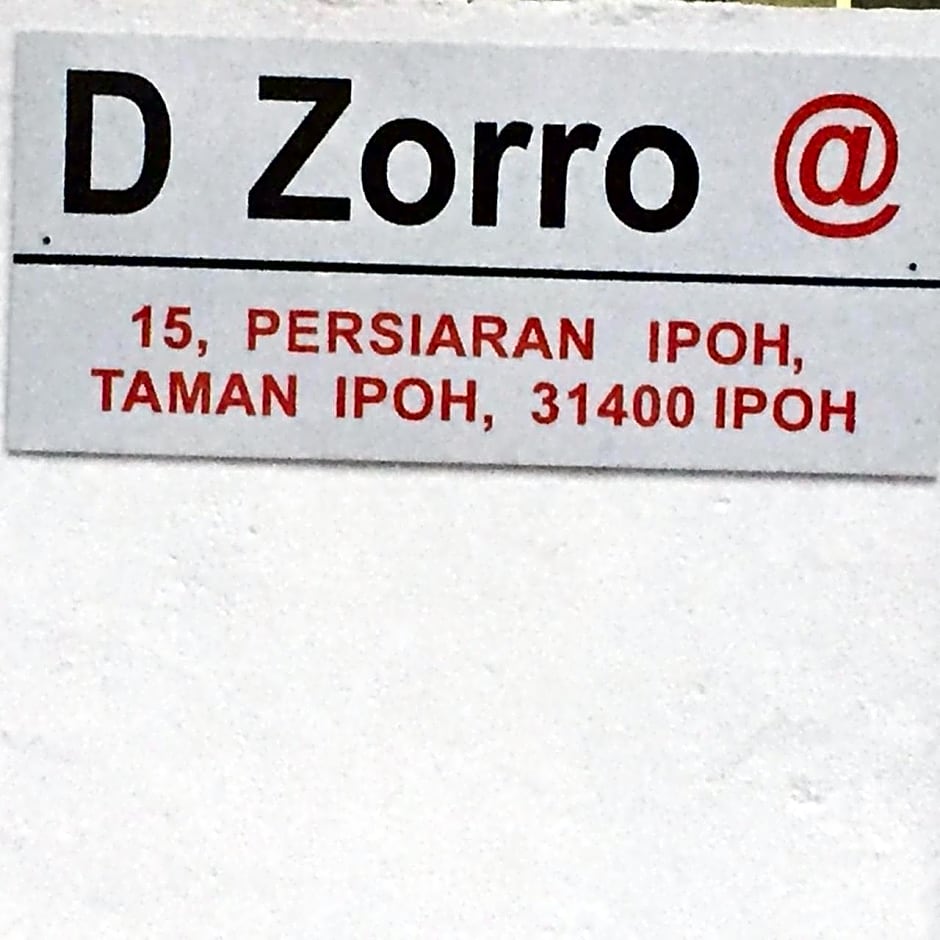 D Zorro @
15, PERSIARAN IPOH,
TAMAN IPOH, 31400 IPOH